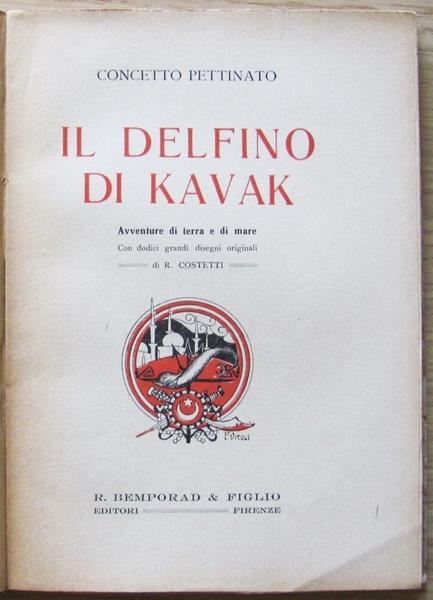 CONCETTO PETTINATO
IL DELFINO
DI KAVAK
Avventure di terra e di mare
Con dodici grandi disegni originali
di R. COSTETTI
R. BEMPORAD & FIGLIO
EDITORI FIRENZE